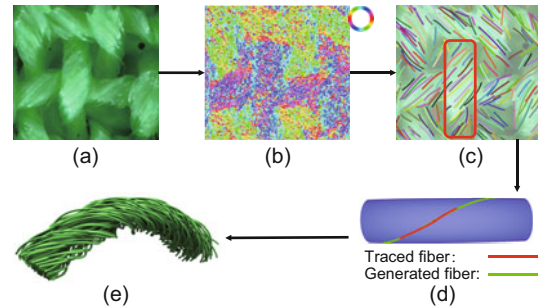 (a)
(b)
(c)
Traced fiber:
Generated fiber:
(e)
(d)